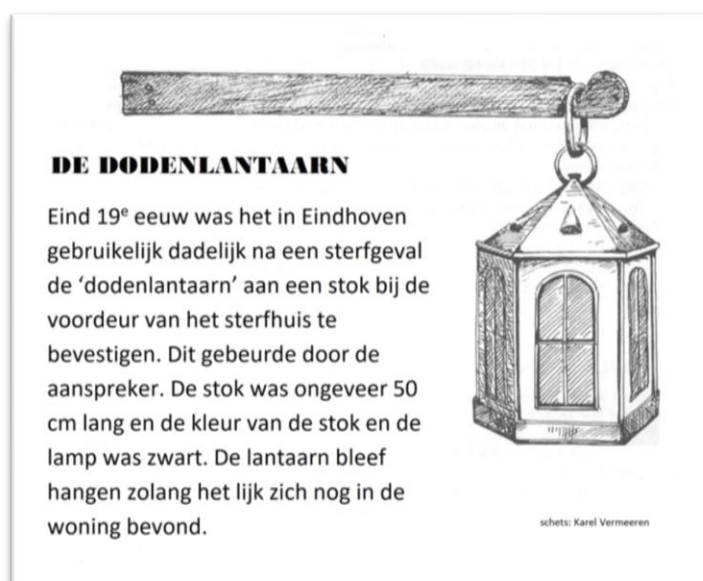 DE DODENLANTAARN
Eind 19e eeuw was het in Eindhoven
gebruikelijk dadelijk na een sterfgeval
de ‘dodenlantaarn’ aan een stok bij de
voordeur van het sterfhuis te
bevestigen. Dit gebeurde door de
aanspreker. De stok was ongeveer 50
cm lang en de kleur van de stok en de
lamp was zwart. De lantaarn bleef
hangen zolang het lijk zich nog in de
woning bevond.
schets: Karel Vermeeren